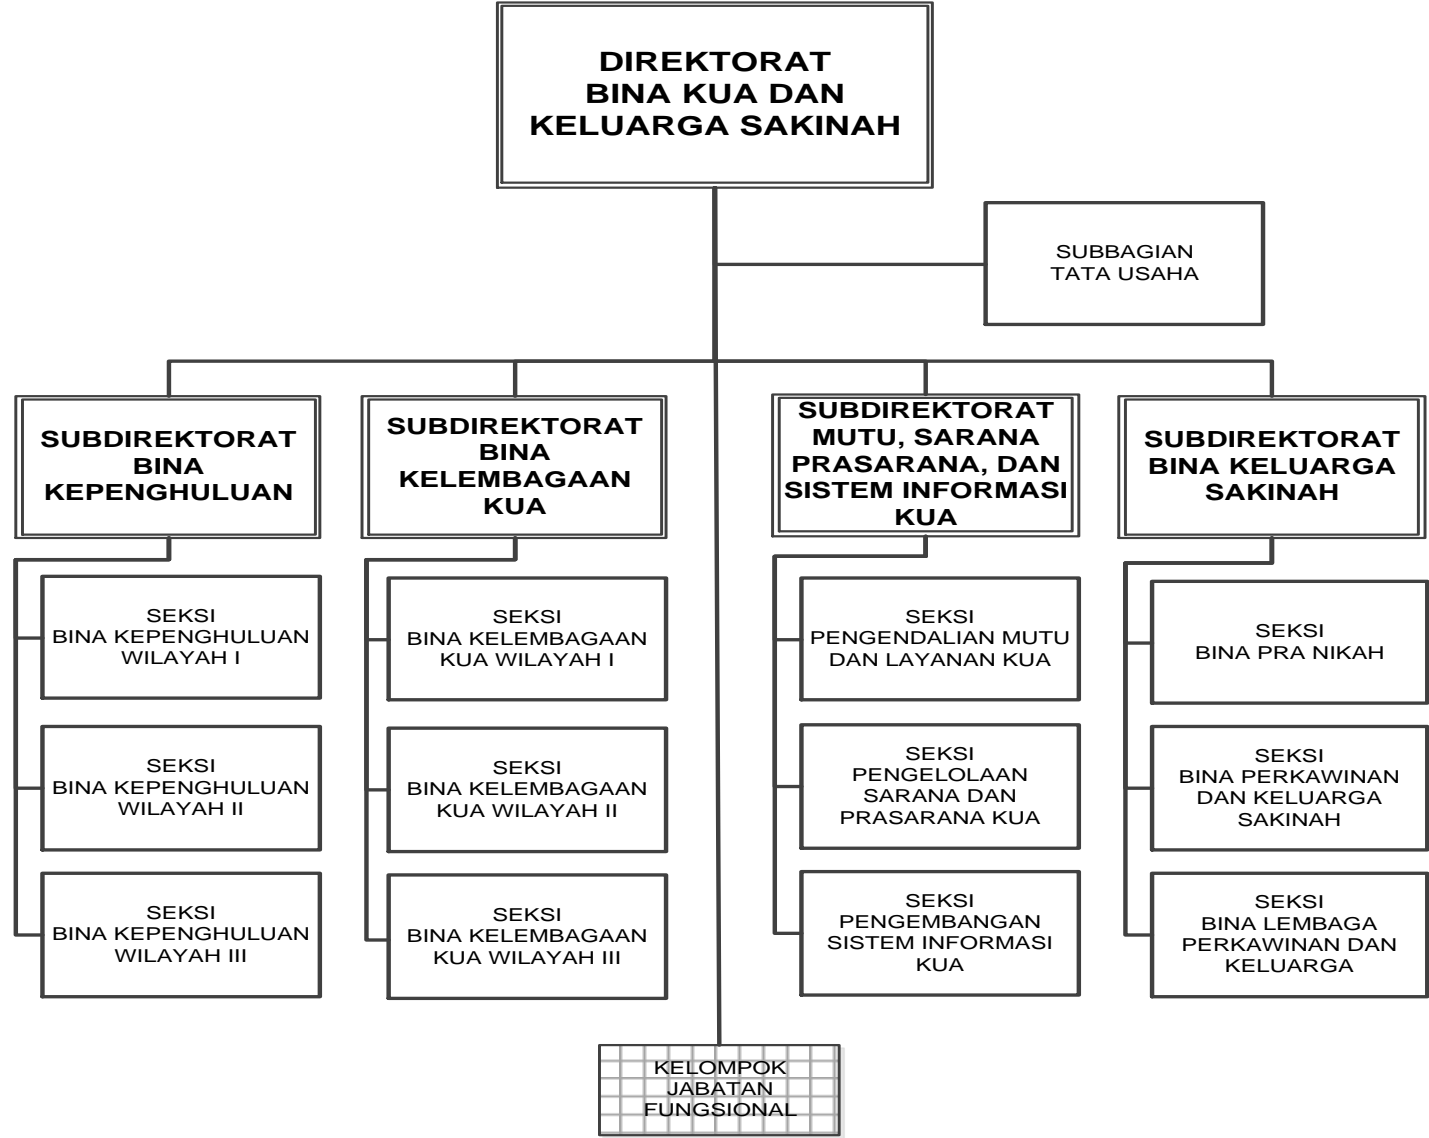 DIREKTORAT
BINA KUA DAN
KELUARGA SAKINAH
SUBBAGIAN
TATA USAHA
SUBDIREKTORAT
BINA
KEPENGHULUAN
SUBDIREKTORAT
BINA
KELEMBAGAAN
KUA
SUBDIREKTORAT
MUTU, SARANA
PRASARANA, DAN
SISTEM INFORMASI
KUA
SUBDIREKTORAT
BINA KELUARGA
SAKINAH
SEKSI
BINA KEPENGHULUAN
WILAYAH I
SEKSI
BINA KELEMBAGAAN
KUA WILAYAH I
SEKSI
PENGENDALIAN MUTU
DAN LAYANAN KUA
SEKSI
BINA PRA NIKAH
SEKSI
BINA KEPENGHULUAN
WILAYAH II
SEKSI
BINA KELEMBAGAAN
KUA WILAYAH II
SEKSI
PENGELOLAAN
SARANA DAN
PRASARANA KUA
SEKSI
BINA PERKAWINAN
DAN KELUARGA
SAKINAH
SEKSI
BINA KEPENGHULUAN
WILAYAH III
SEKSI
BINA KELEMBAGAAN
KUA WILAYAH III
SEKSI
PENGEMBANGAN
SISTEM INFORMASI
KUA
SEKSI
BINA LEMBAGA
PERKAWINAN DAN
KELUARGA
KELOMPOK
JABATAN
FUNGSIONAL